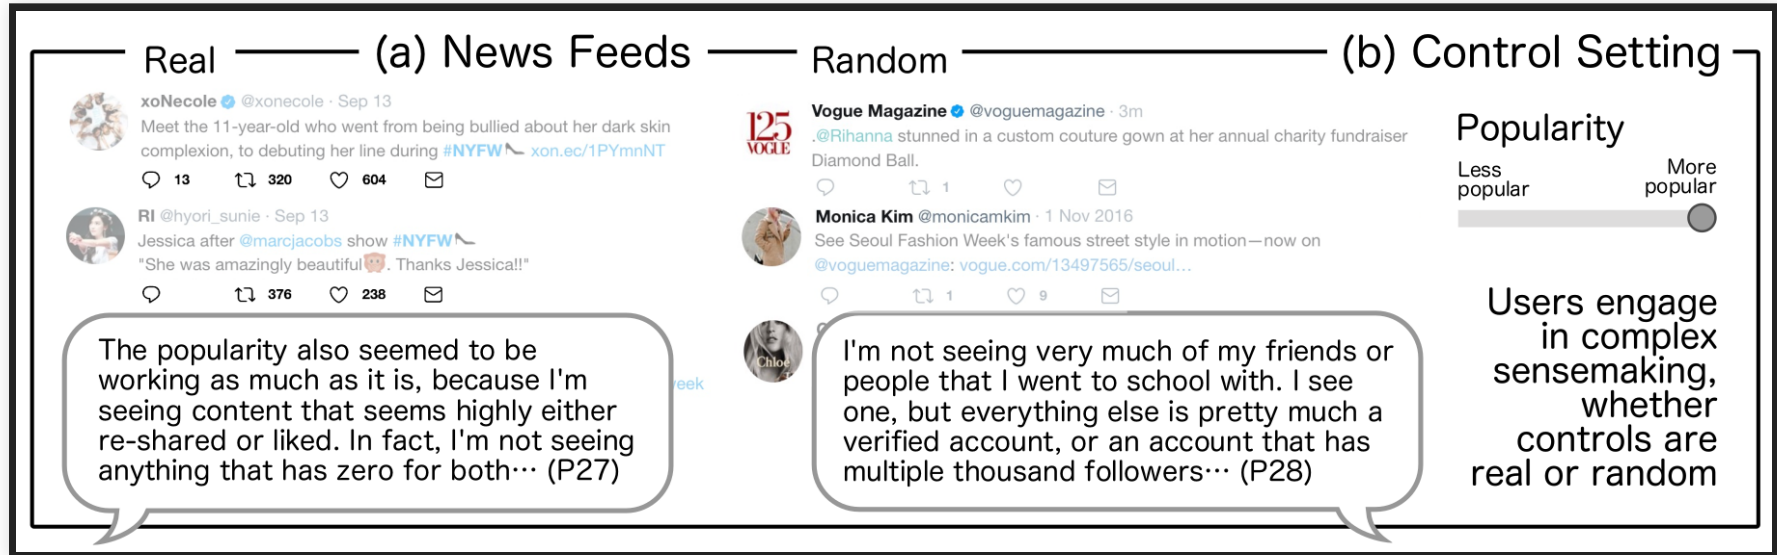 Real
(a) News Feeds
Random
(b) Control Setting
xoNecole @xonecole · Sep 13
Meet the 11-year-old who went from being bullied about her dark skin
complexion, to debuting her line during #NYFW xon.ec/1PYmnNT
13 320 604
RI @hyori_sunie · Sep 13
Jessica after @marcjacobs show #NYFW
"She was amazingly beautiful. Thanks Jessica!!"
376 238
eek
The popularity also seemed to be
working as much as it is, because I'm
seeing content that seems highly either
re-shared or liked. In fact, I'm not seeing
anything that has zero for both··· (P27)
125
VOGUE
Vogue Magazine @voguemagazine · 3m
.@Rihanna stunned in a custom couture gown at her annual charity fundraiser
Diamond Ball.
1
Monica Kim @monicamkim · 1 Nov 2016
See Seoul Fashion Week's famous street style in motion—now on
@voguemagazine: vogue.com/13497565/seoul...
1 9
Chloé
I'm not seeing very much of my friends or
people that I went to school with. I see
one, but everything else is pretty much a
verified account, or an account that has
multiple thousand followers··· (P28)
Popularity
Less
popular
More
popular
Users engage
in complex
sensemaking,
whether
controls are
real or random